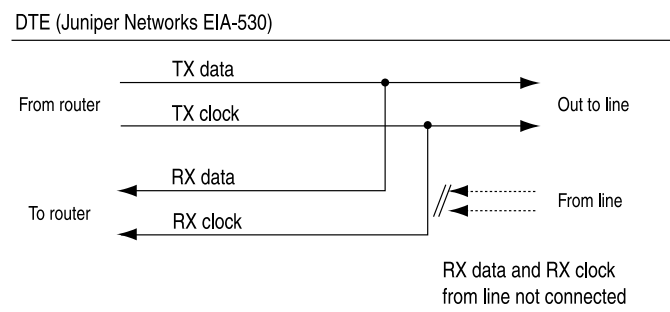 DTE (Juniper Networks EIA-530)
TX data
From router
Out to line
TX clock
RX data
From line
To router
RX clock
RX data and RX clock
from line not connected